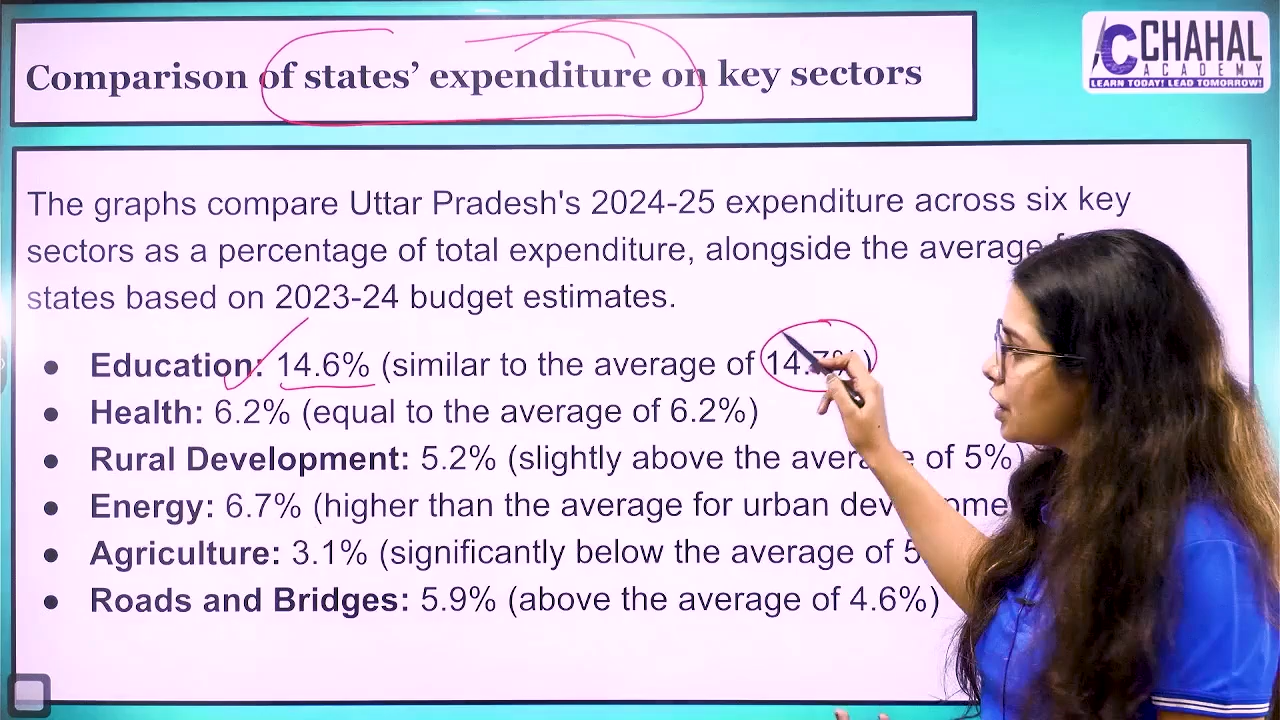 Comparison of states’ expenditure on key sectors
CHAHAL
ACADEMY
LEARN TODAY! LEAD TOMORROW!
The graphs compare Uttar Pradesh's 2024-25 expenditure across six key
sectors as a percentage of total expenditure, alongside the average
states based on 2023-24 budget estimates.
● Education: 14.6% (similar to the average of 14.7%)
● Health: 6.2% (equal to the average of 6.2%)
● Rural Development: 5.2% (slightly above the average of 5%)
● Energy: 6.7% (higher than the average for urban
● Agriculture: 3.1% (significantly below the average of
● Roads and Bridges: 5.9% (above the average of 4.6%)